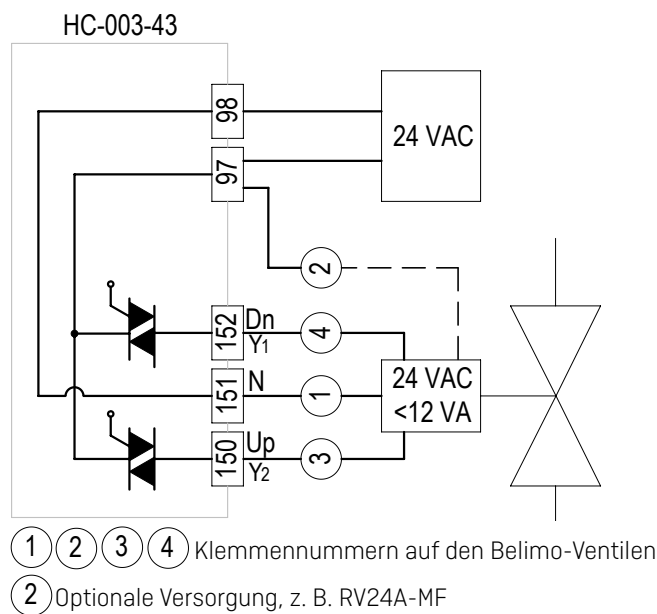 HC-003-43
98
24 VAC
97
2
152
Dn
Y1
4
151
N
1
24 VAC
<12 VA
150
Up
Y2
3
1 2 3 4 Klemmennummern auf den Belimo-Ventilen
2 Optionale Versorgung, z. B. RV24A-MF